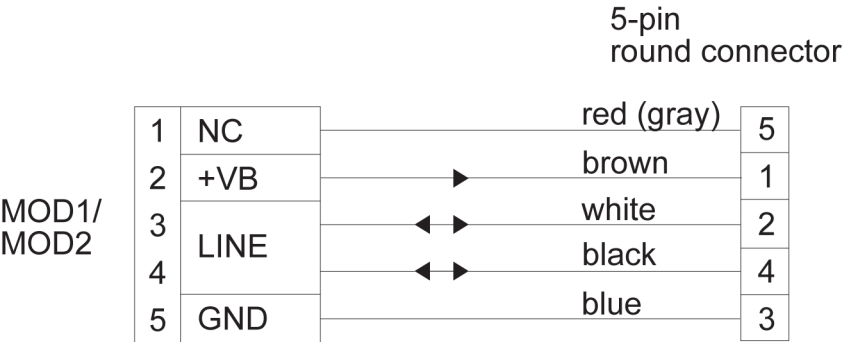 5-pin
round connector
1 NC red (gray) 5
2 +VB brown 1
MOD1/
MOD2
3 white 2
LINE
4 black 4
5 GND blue 3